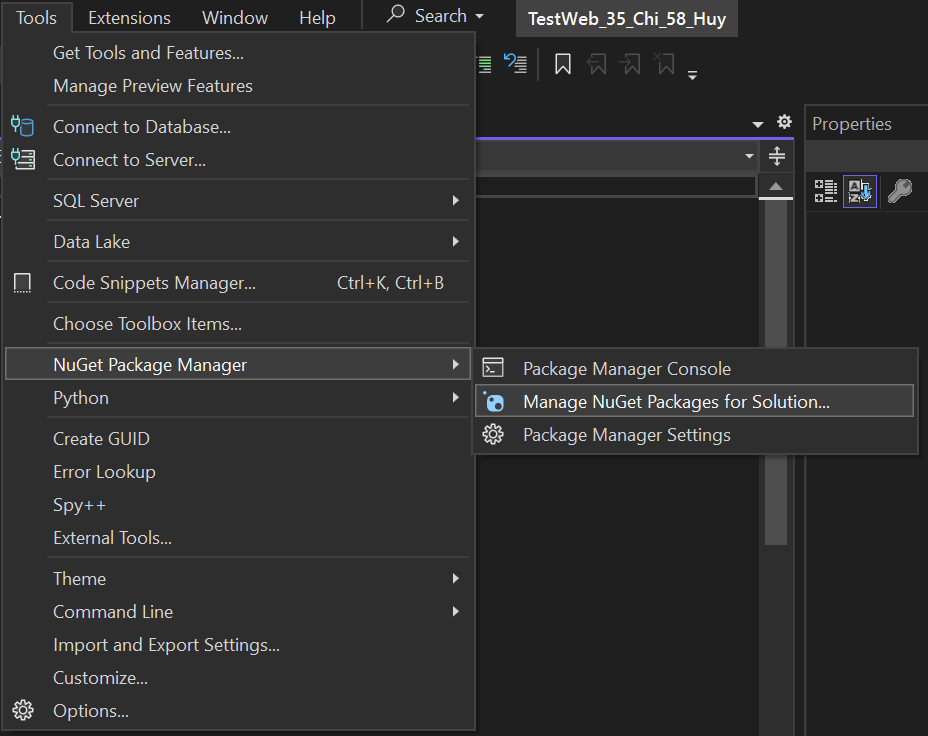 Tools Extensions Window Help Search TestWeb_35_Chi_58_Huy
Get Tools and Features...
Manage Preview Features
Connect to Database...
Properties
Connect to Server...
SQL Server
Data Lake
Code Snippets Manager... Ctrl+K, Ctrl+B
Choose Toolbox Items...
NuGet Package Manager
Package Manager Console
Python
Manage NuGet Packages for Solution...
Package Manager Settings
Create GUID
Error Lookup
Spy++
External Tools...
Theme
Command Line
Import and Export Settings...
Customize...
Options...